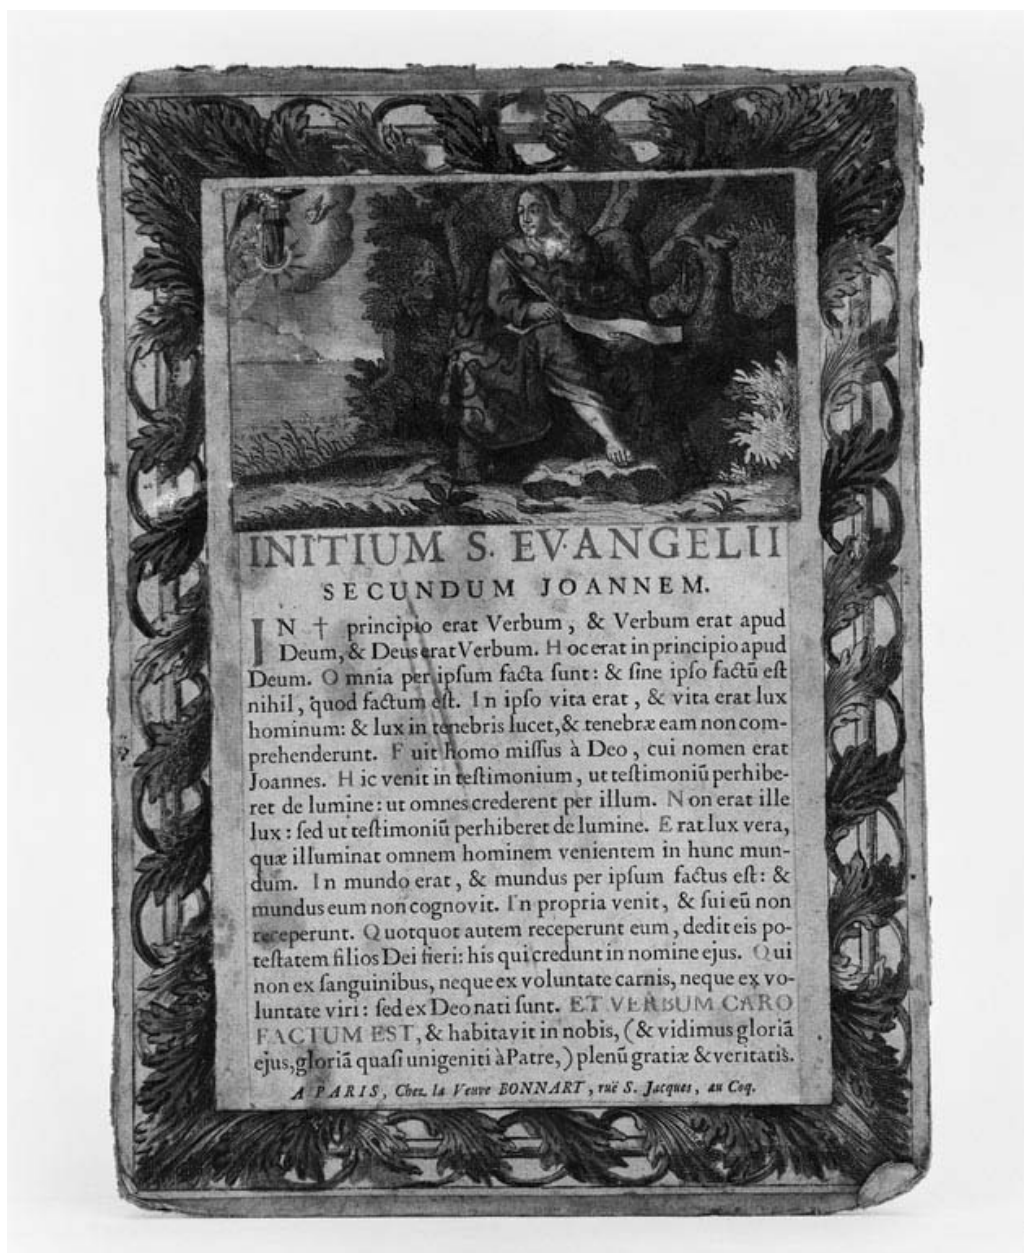 INITIUM S. EVANGELII
SECUNDUM JOANNEM.
IN † principio erat Verbum, & Verbum erat apud
Deum, & Deus erat Verbum. Hoc erat in principio apud
Deum. Omnia per ipsum facta sunt: & sine ipso factū est
nihil, quod factum est. In ipso vita erat, & vita erat lux
hominum: & lux in tenebris lucet, & tenebræ eam non com-
prehenderunt. Fuit homo missus à Deo, cui nomen erat
Joannes. Hic venit in testimonium, ut testimoniū perhibe-
ret de lumine: ut omnes crederent per illum. Non erat ille
lux: sed ut testimoniū perhiberet de lumine. Erat lux vera,
quæ illuminat omnem hominem venientem in hunc mun-
dum. In mundo erat, & mundus per ipsum factus est: &
mundus eum non cognovit. In propria venit, & sui eū non
receperunt. Quotquot autem receperunt eum, dedit eis po-
testatem filios Dei fieri: his qui credunt in nomine ejus. Qui
non ex sanguinibus, neque ex voluntate carnis, neque ex vo-
luntate viri: sed ex Deo nati sunt. ET VERBUM CARO
FACTUM EST, & habitavit in nobis, (& vidimus gloriā
ejus, gloriā quasi unigeniti à Patre,) plenū gratiæ & veritatis.
A PARIS, Chez la Veuve BONNART, ruë S. Jacques, au Coq.